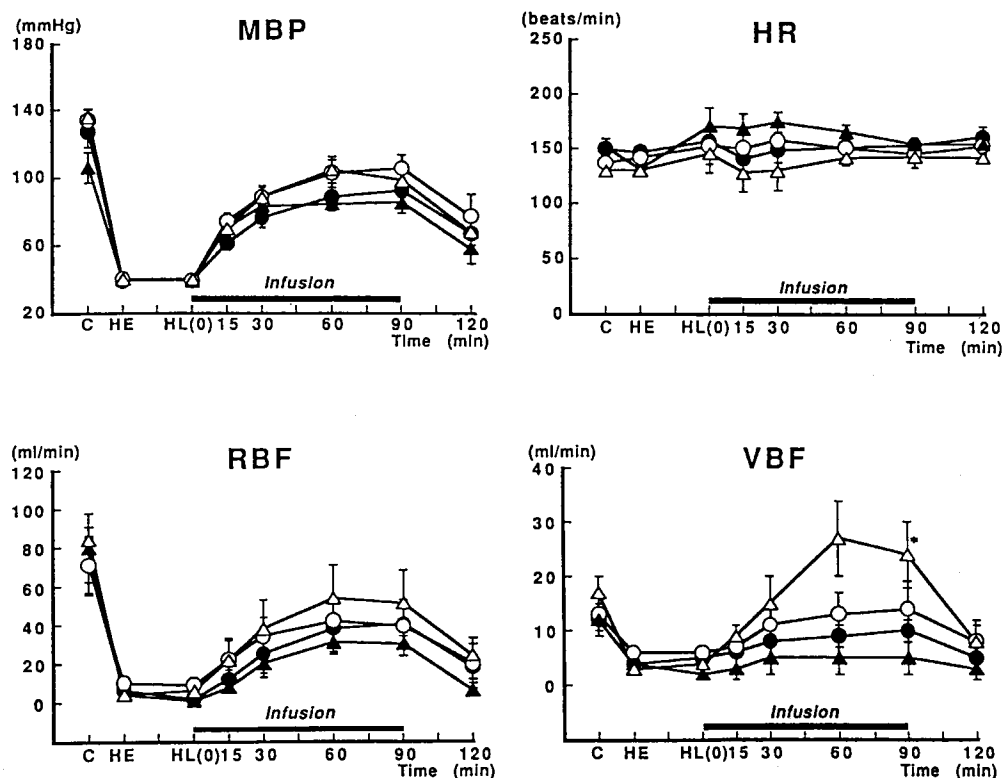 (mmHg)
MBP
180
140
100
60
20
Infusion
C HE HL(0) 15 30 60 90 120
Time (min)
(beats/min)
HR
250
200
150
100
50
0
Infusion
C HE HL(0) 15 30 60 90 120
Time (min)
(ml/min)
RBF
120
100
80
60
40
20
0
Infusion
C HE HL(0) 15 30 60 90 120
Time (min)
(ml/min)
VBF
40
30
20
10
0
*
Infusion
C HE HL(0) 15 30 60 90 120
Time (min)